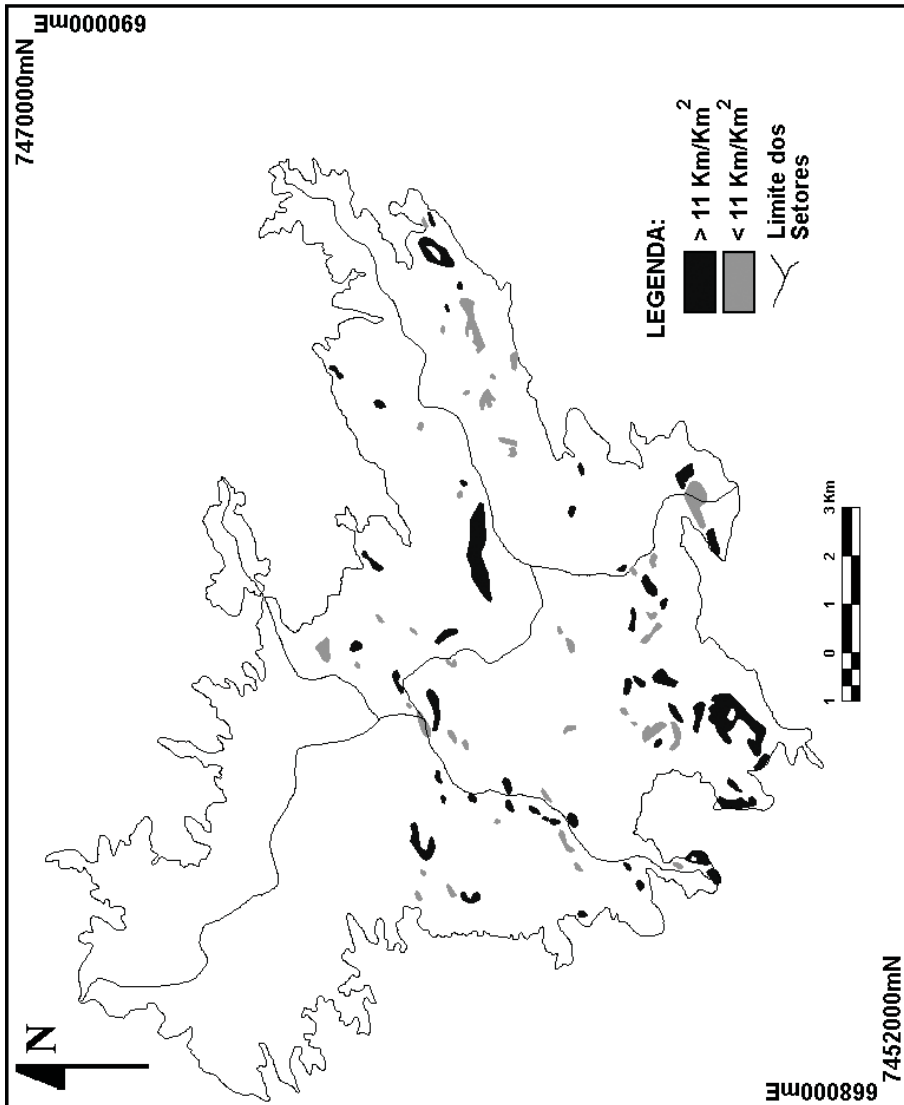 N
7470000mN
690000mE
LEGENDA:
> 11 Km/Km²
< 11 Km/Km²
Limite dos
Setores
1 0 1 2 3 Km
668000mE
7452000mN